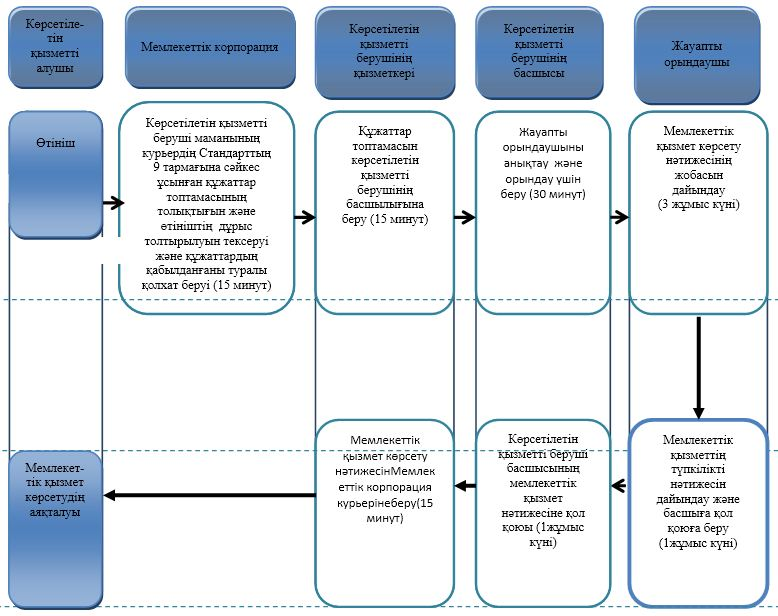 Көрсетіле-
тін
қызметті
алушы
Мемлекеттік корпорация
Көрсетілетін
қызметті
берушінің
қызметкері
Көрсетілетін
қызметті
берушінің
басшысы
Жауапты
орындаушы
Өтініш
Көрсетілетін қызметті
беруші маманының
курьердің Стандарттың
9 тармағына сәйкес
ұсынған құжаттар
топтамасының
толықтығын және
өтініштің дұрыс
толтырылуын тексеруі
және құжаттардың
қабылданғаны туралы
қолхат беруі (15 минут)
Құжаттар
топтамасын
көрсетілетін
қызметті
берушінің
басшылығына
беру (15 минут)
Жауапты
орындаушыны
анықтау және
орындау үшін
беру (30 минут)
Мемлекеттік
қызмет көрсету
нәтижесінің
жобасын
дайындау
(3 жұмыс күні)
Мемлекет-
тік қызмет
көрсетудің
аяқталуы
Мемлекеттік
қызмет көрсету
нәтижесінМемлек
еттік корпорация
курьерінеберу(15
минут)
Көрсетілетін
қызметті беруші
басшысының
мемлекеттік
қызмет
нәтижесіне қол
қоюы (1жұмыс
күні)
Мемлекеттік
қызметтің
түпкілікті
нәтижесін
дайындау және
басшыға қол
қоюға беру
(1жұмыс күні)